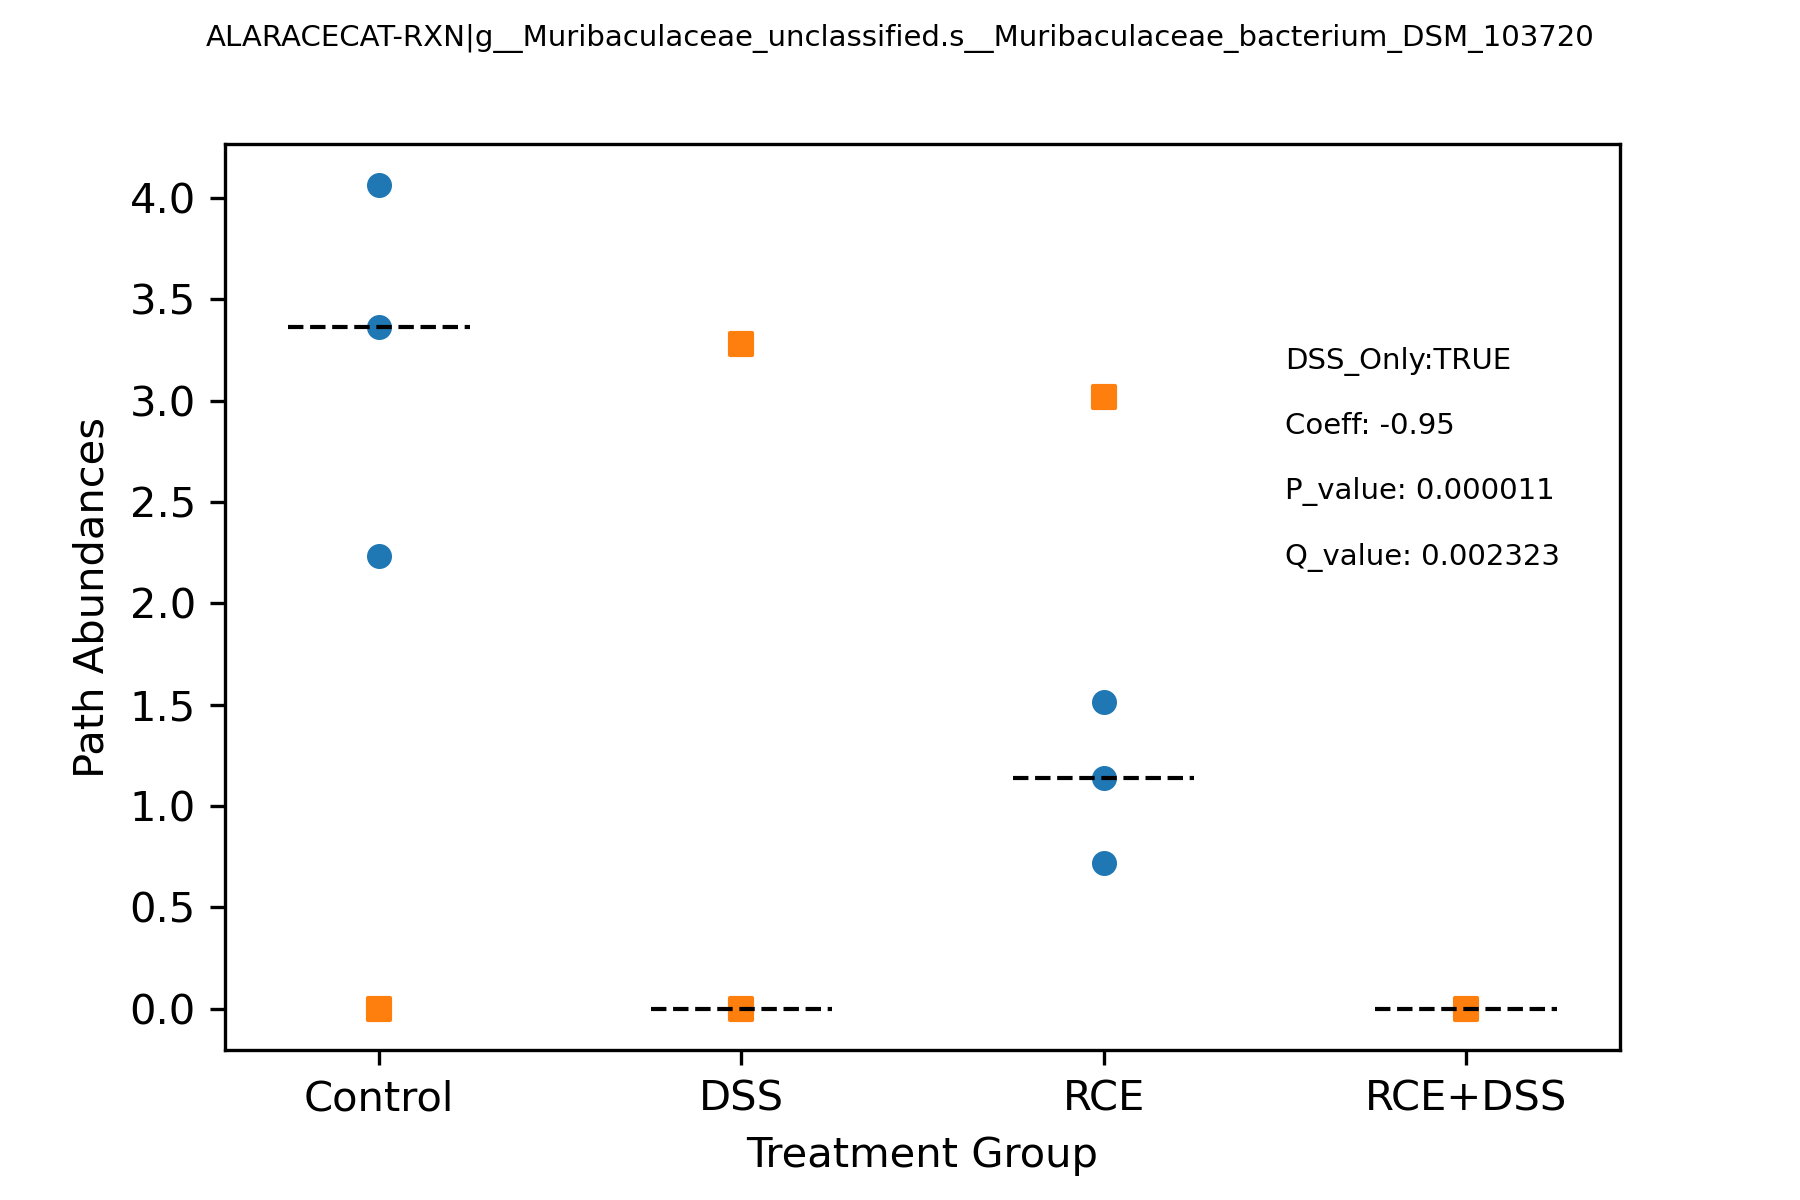 ALARACECAT-RXN|g__Muribaculaceae_unclassified.s__Muribaculaceae_bacterium_DSM_103720
4.0
3.5
3.0
2.5
2.0
1.5
1.0
0.5
0.0
Path Abundances
DSS_Only:TRUE
Coeff: -0.95
P_value: 0.000011
Q_value: 0.002323
Control DSS RCE RCE+DSS
Treatment Group